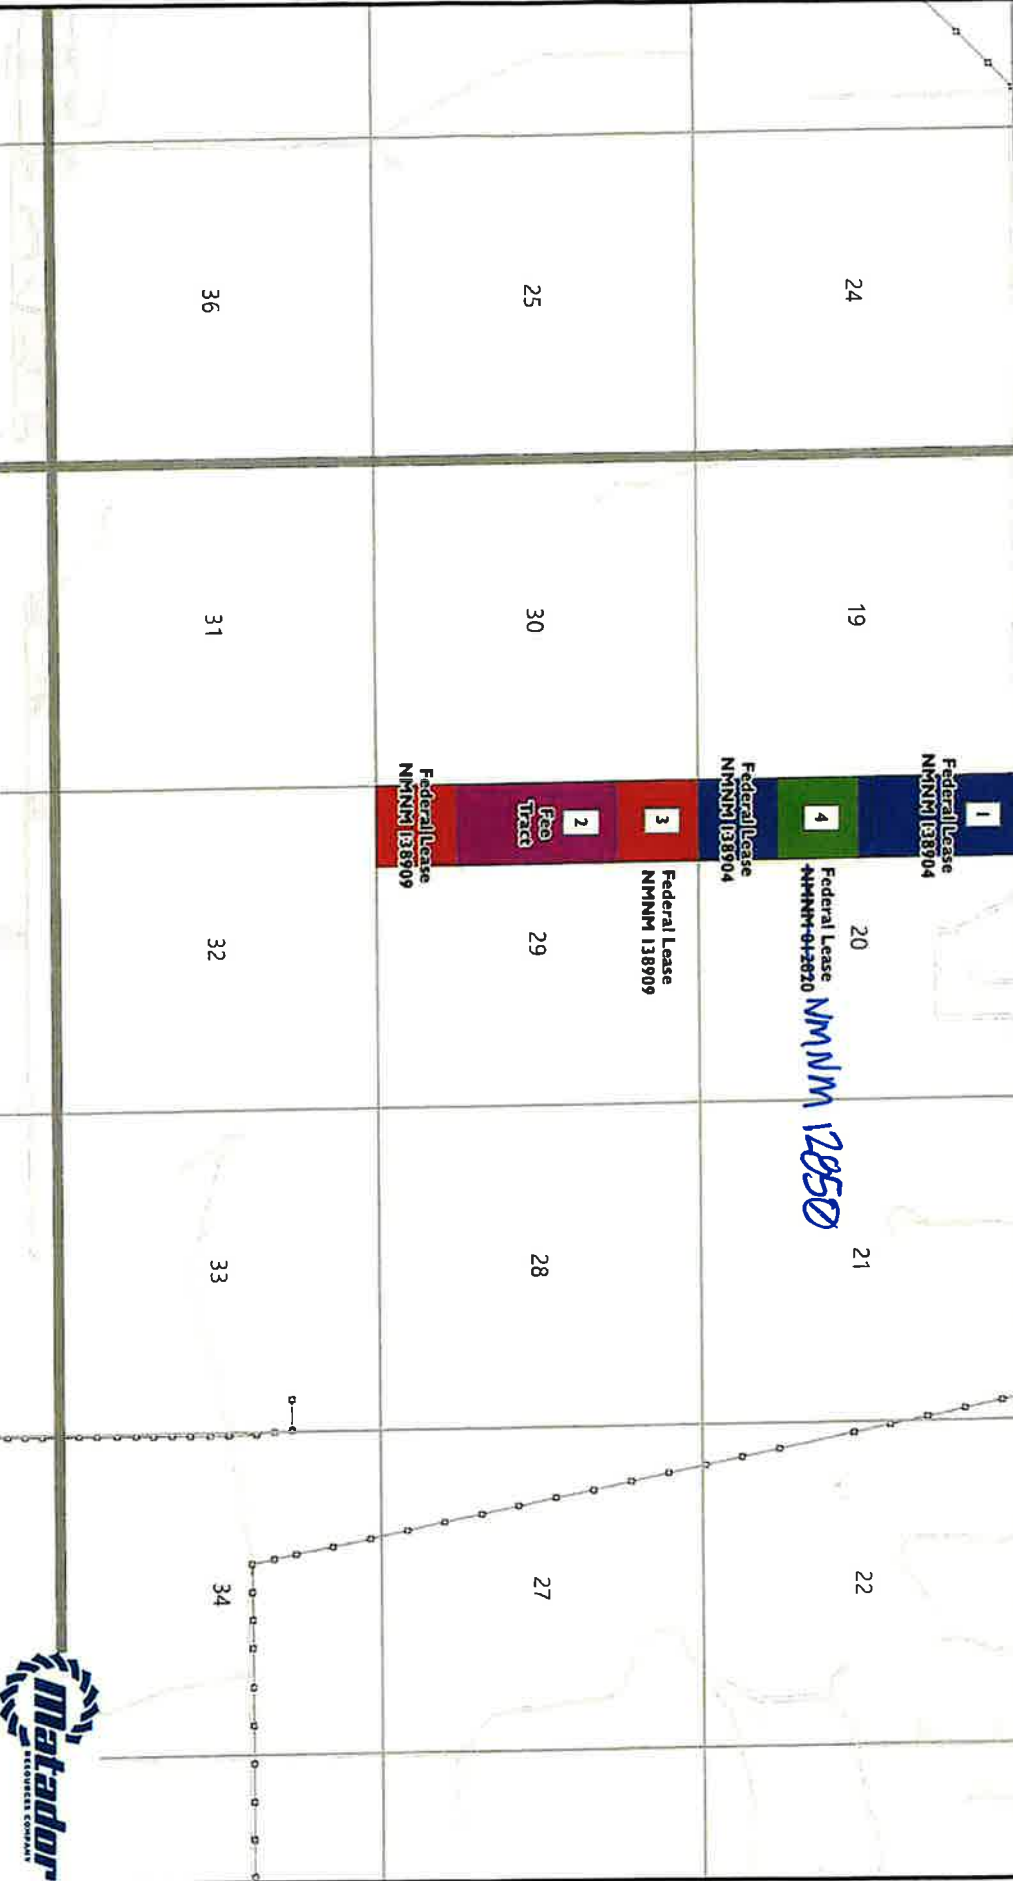 24
19
20
21
22
1
Federal Lease
NMNM 138904
4
Federal Lease
NMNM 012020 NMNM 12050
Federal Lease
NMNM 138904
25
30
29
28
27
3
Federal Lease
NMNM 138909
2
Fee
Tract
Federal Lease
NMNM 138909
36
31
32
33
34
Matador
RESOURCES COMPANY